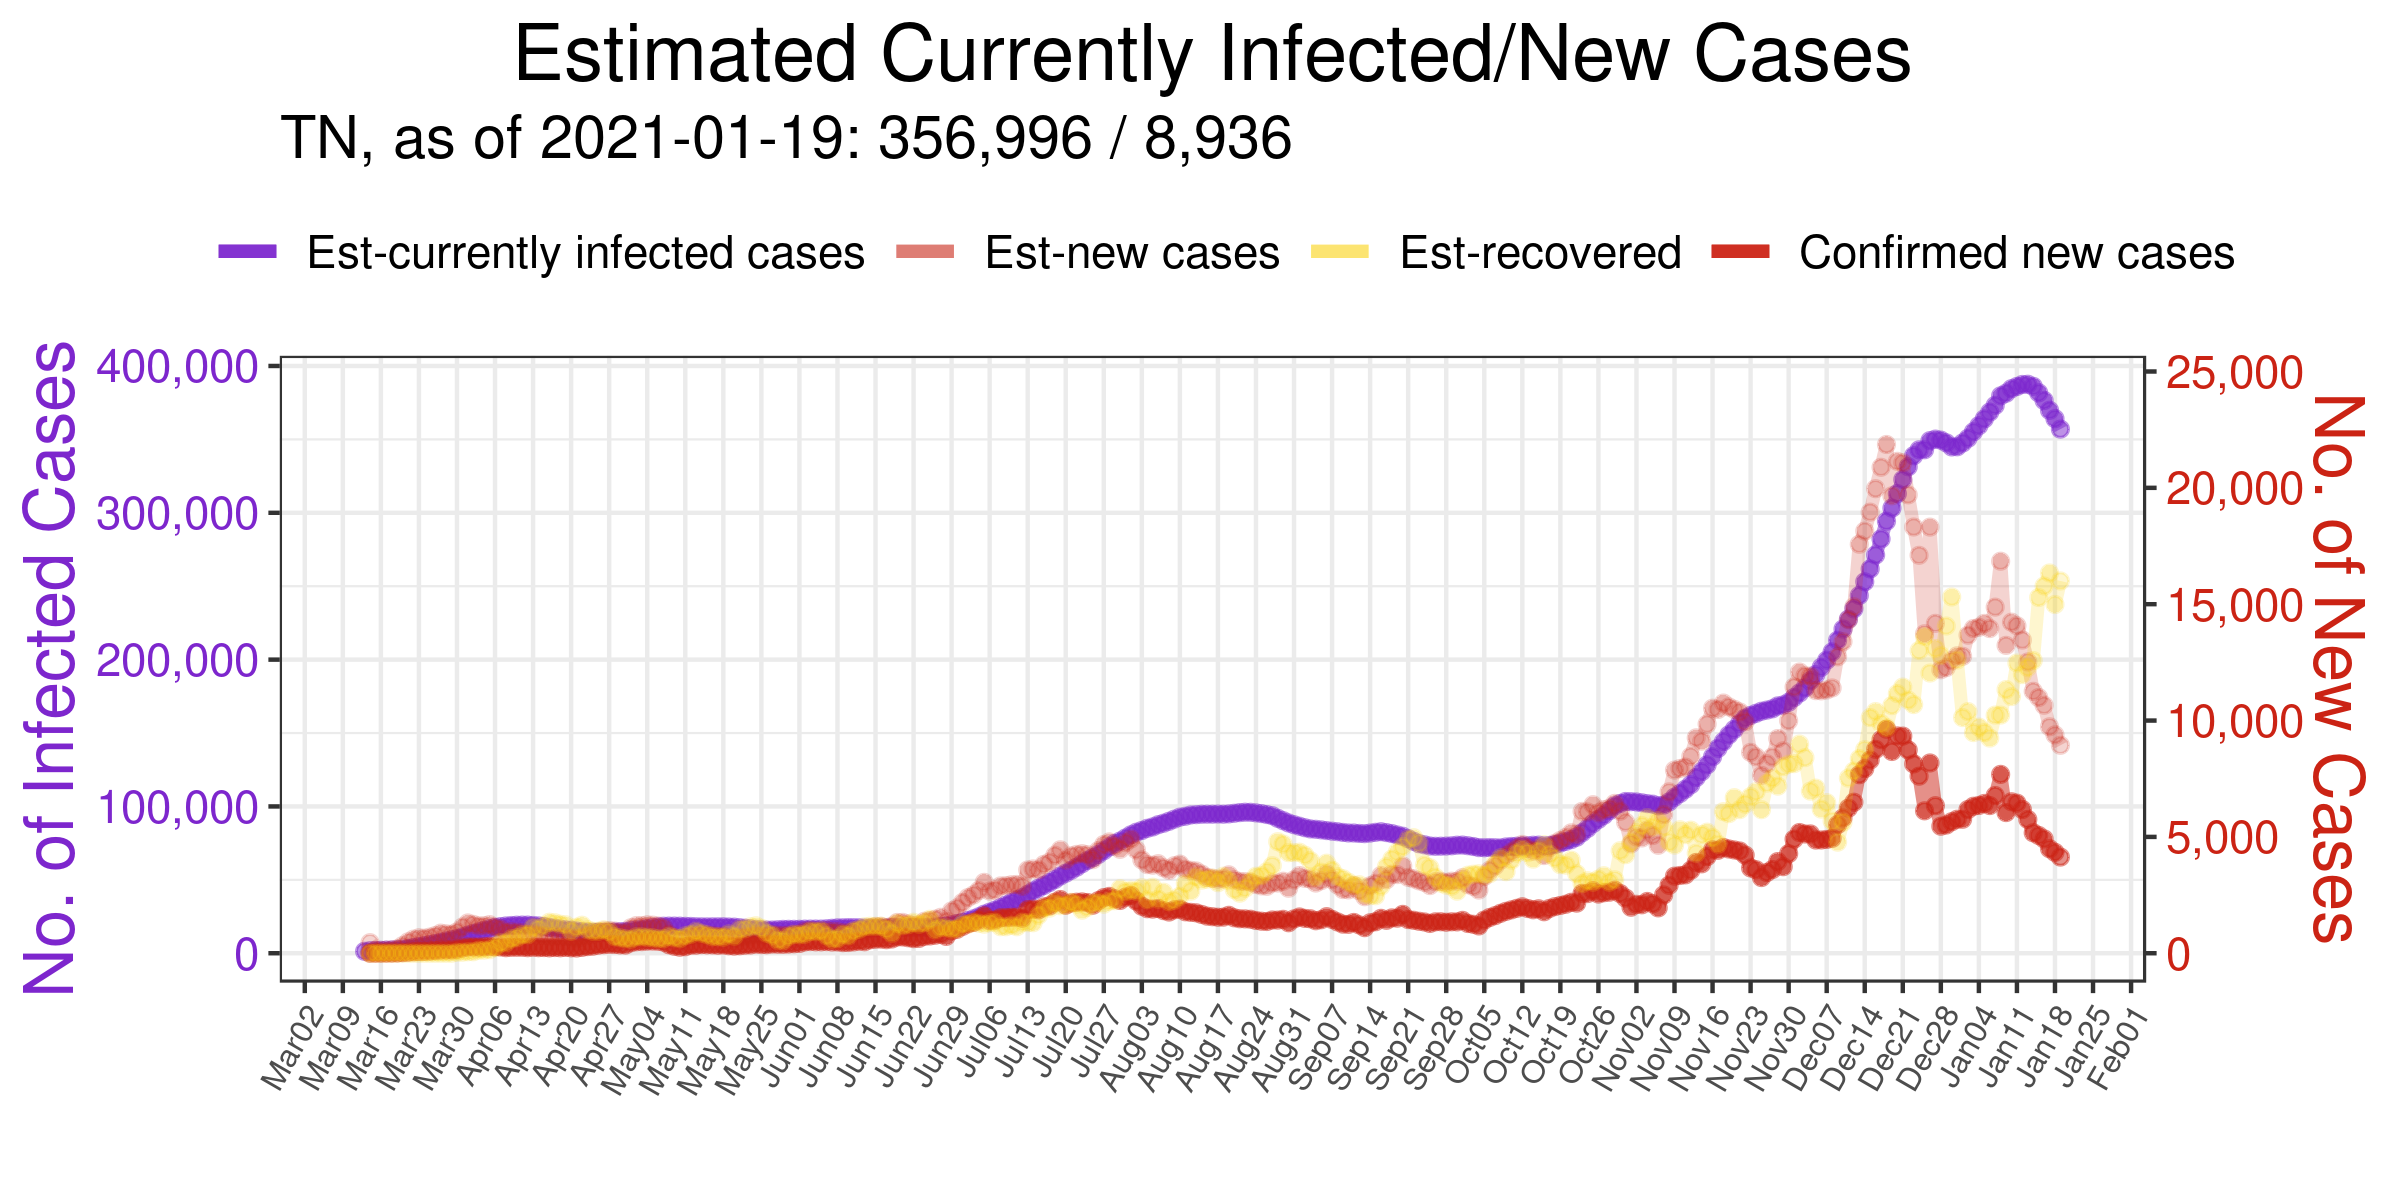 Estimated Currently Infected/New Cases
TN, as of 2021-01-19: 356,996 / 8,936
Est-currently infected cases Est-new cases Est-recovered Confirmed new cases
No. of Infected Cases
400,000
300,000
200,000
100,000
0
25,000
20,000
15,000
10,000
5,000
0
No. of New Cases
Mar02 Mar09 Mar16 Mar23 Mar30 Apr06 Apr13 Apr20 Apr27 May04 May11 May18 May25 Jun01 Jun08 Jun15 Jun22 Jun29 Jul06 Jul13 Jul20 Jul27 Aug03 Aug10 Aug17 Aug24 Aug31 Sep07 Sep14 Sep21 Sep28 Oct05 Oct12 Oct19 Oct26 Nov02 Nov09 Nov16 Nov23 Nov30 Dec07 Dec14 Dec21 Dec28 Jan04 Jan11 Jan18 Jan25 Feb01